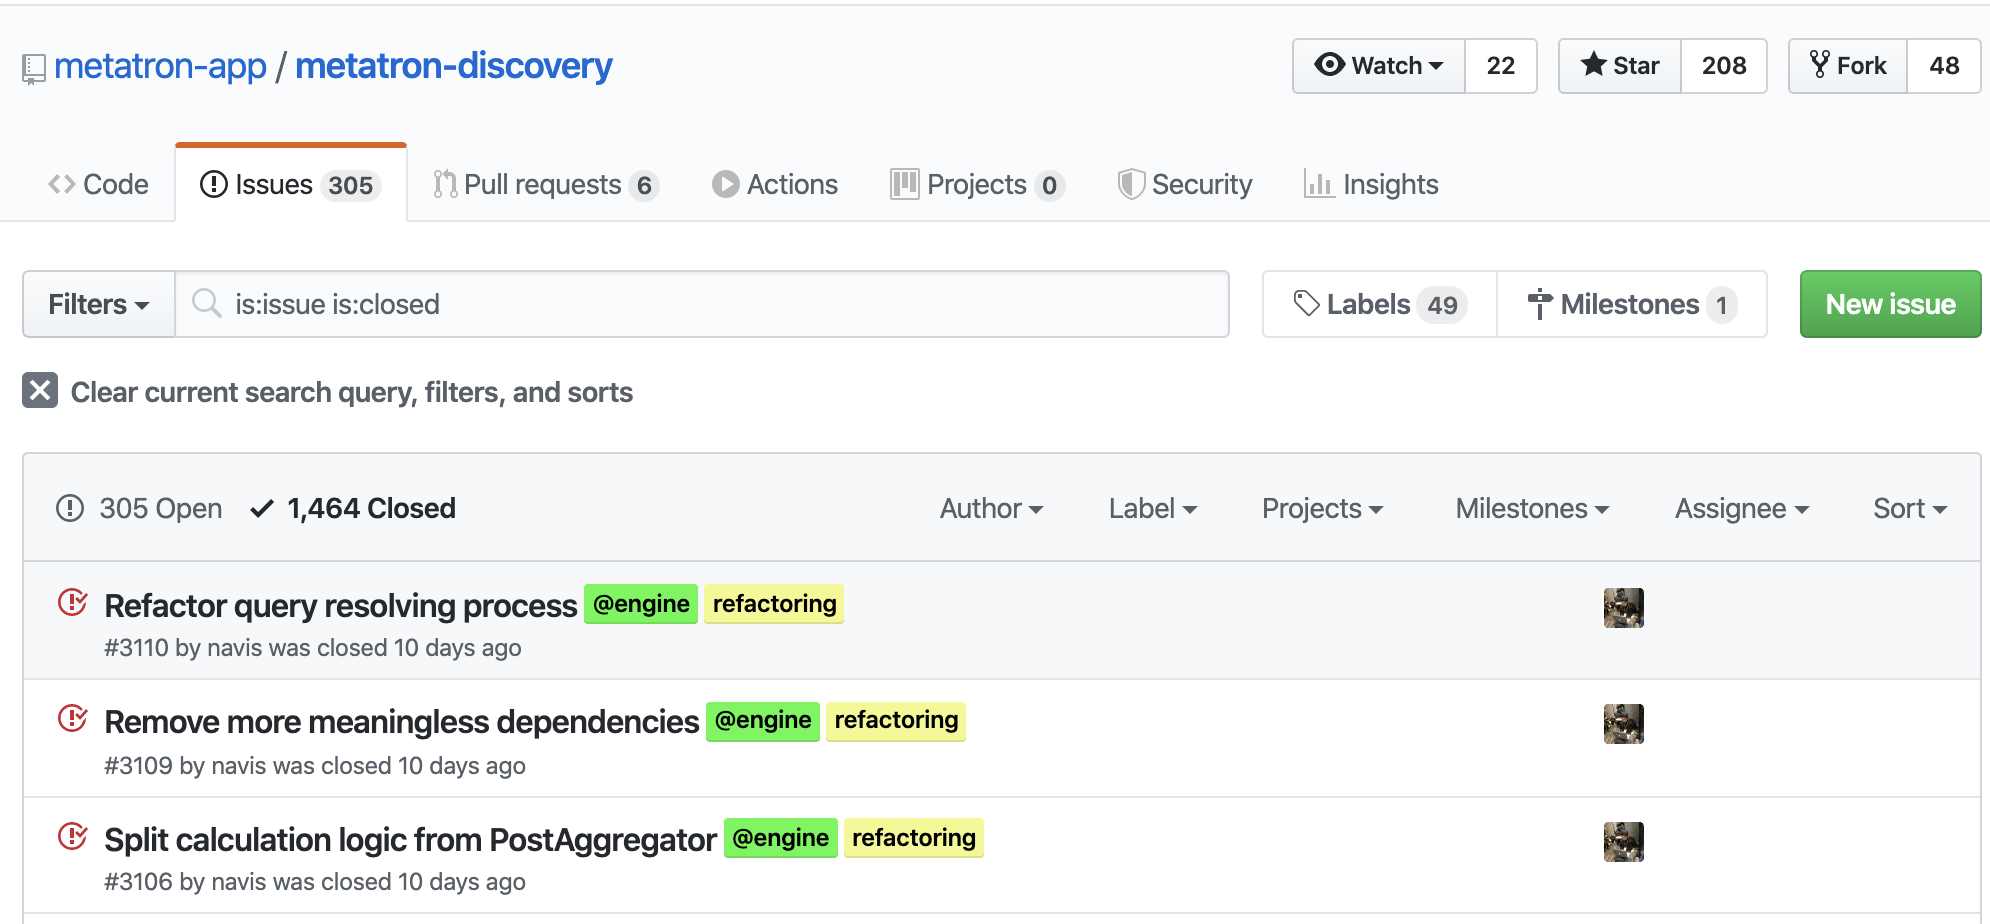 metatron-app / metatron-discovery
Watch 22 Star 208 Fork 48
Code Issues 305 Pull requests 6 Actions Projects 0 Security Insights
Filters is:issue is:closed Labels 49 Milestones 1 New issue
Clear current search query, filters, and sorts
305 Open 1,464 Closed Author Label Projects Milestones Assignee Sort
Refactor query resolving process @engine refactoring
#3110 by navis was closed 10 days ago
Remove more meaningless dependencies @engine refactoring
#3109 by navis was closed 10 days ago
Split calculation logic from PostAggregator @engine refactoring
#3106 by navis was closed 10 days ago